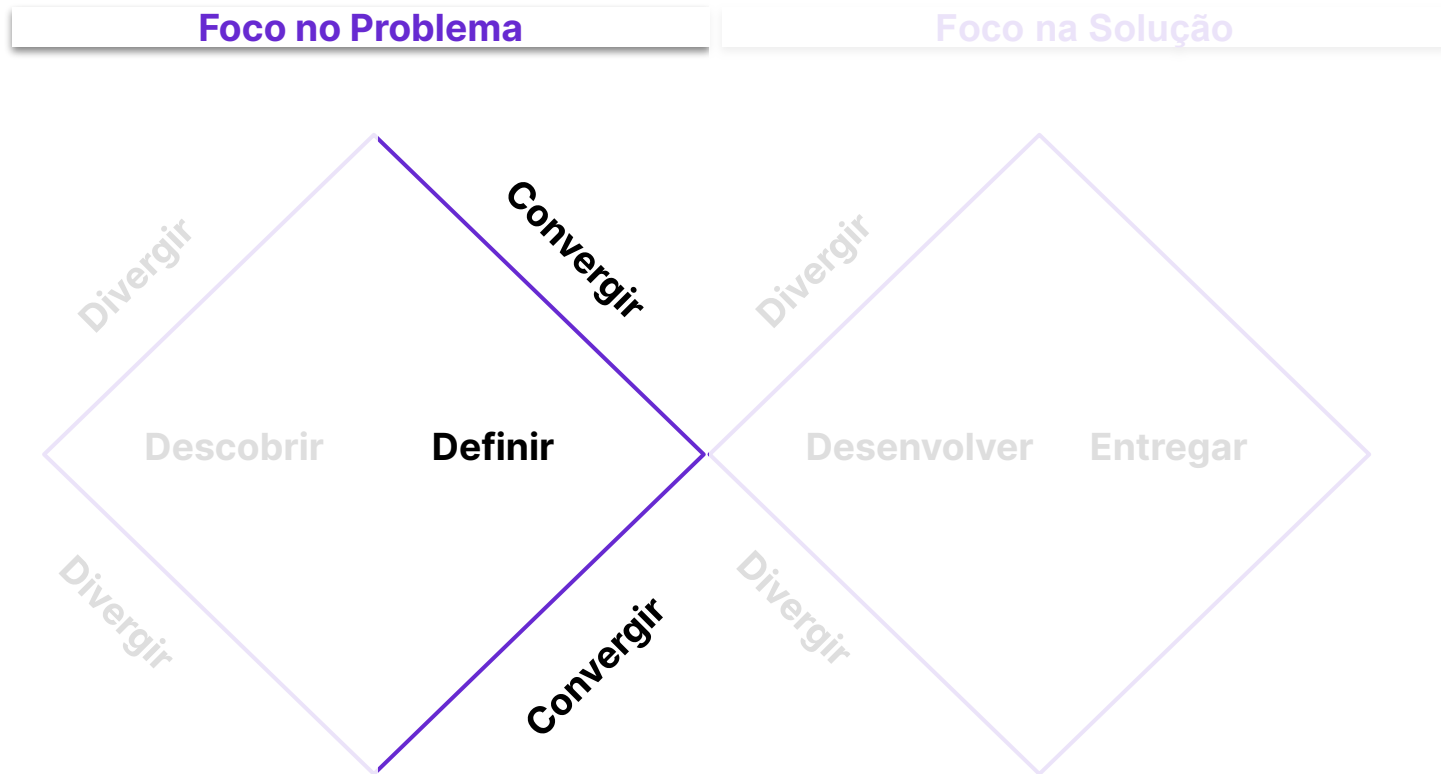 Foco no Problema
Foco na Solução
Divergir
Convergir
Divergir
Descobrir
Definir
Desenvolver
Entregar
Divergir
Convergir
Divergir